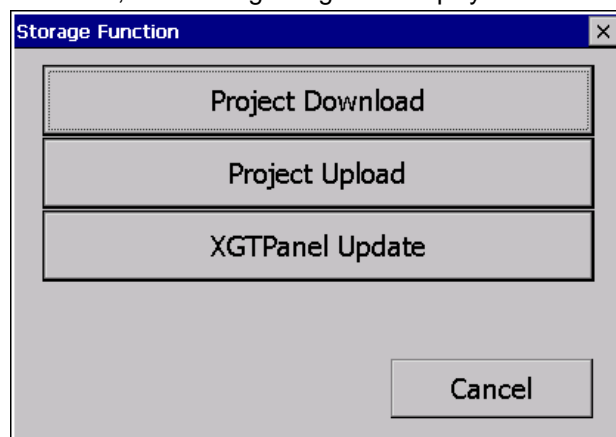 Storage Function
Project Download
Project Upload
XGTPanel Update
Cancel